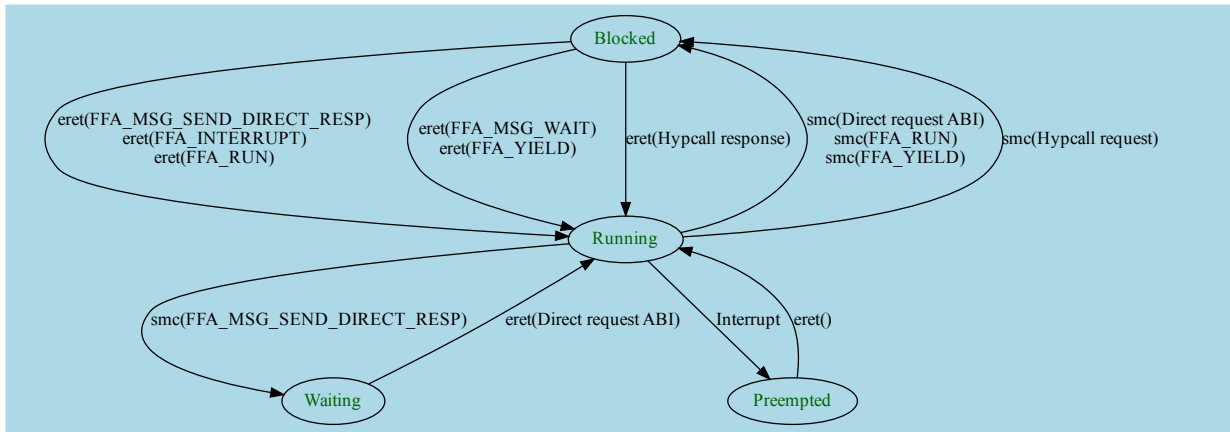 Blocked
eret(FFA_MSG_SEND_DIRECT_RESP)
eret(FFA_INTERRUPT)
eret(FFA_RUN)
eret(FFA_MSG_WAIT)
eret(FFA_YIELD)
eret(Hypcall response)
smc(Direct request ABI)
smc(FFA_RUN)
smc(FFA_YIELD)
smc(Hypcall request)
Running
smc(FFA_MSG_SEND_DIRECT_RESP)
eret(Direct request ABI)
Interrupt
eret()
Waiting
Preempted